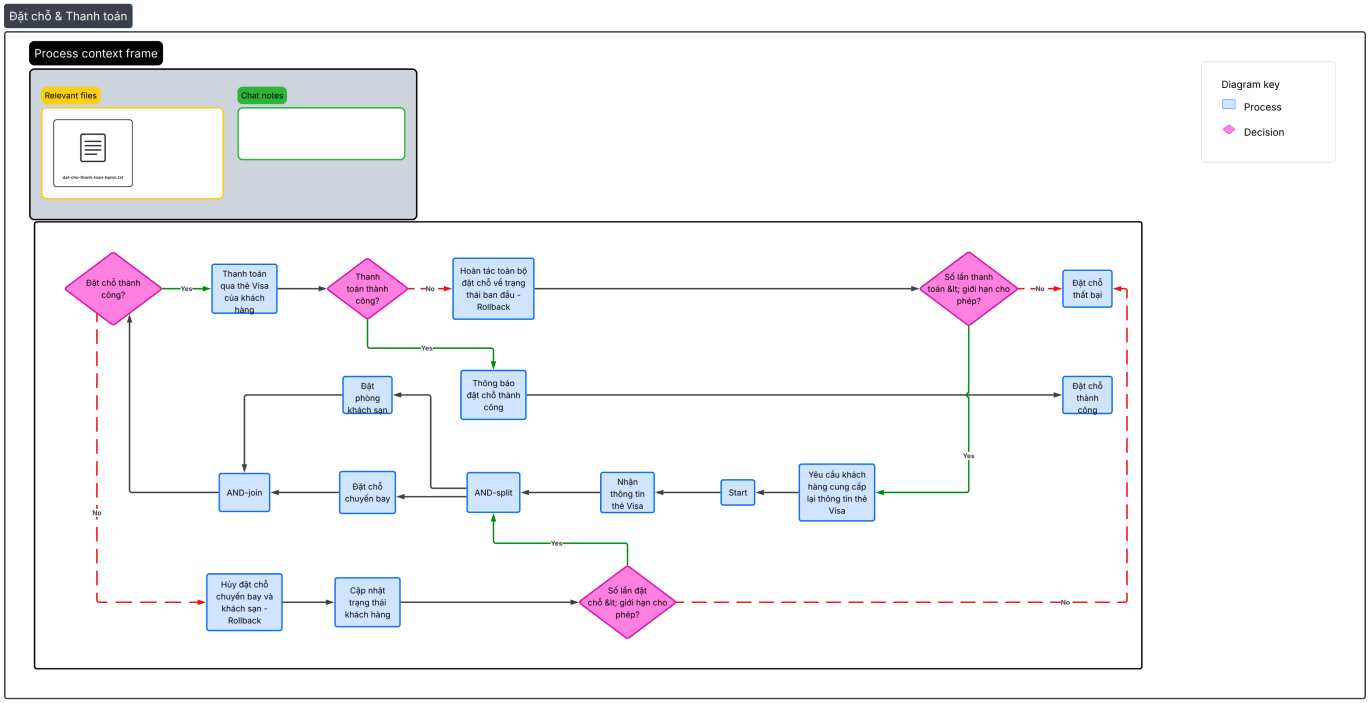 Đặt chỗ & Thanh toán
Process context frame
Relevant files
Chat notes
dat-cho-thanh-toan-bpmn.txt
Diagram key
Process
Decision
Đặt chỗ thành
công?
Yes
Thanh toán
qua thẻ Visa
của khách
hàng
Thanh
toán thành
công?
No
Hoàn tác toàn bộ
đặt chỗ về trạng
thái ban đầu -
Rollback
Số lần thanh
toán &lt; giới hạn cho
phép?
No
Đặt chỗ
thất bại
Yes
Đặt
phòng
khách sạn
Thông báo
đặt chỗ thành
công
Đặt chỗ
thành
công
Yes
AND-join
Đặt chỗ
chuyến bay
AND-split
Nhận
thông tin
thẻ Visa
Start
Yêu cầu khách
hàng cung cấp
lại thông tin thẻ
Visa
No
Yes
Hủy đặt chỗ
chuyến bay và
khách sạn -
Rollback
Cập nhật
trạng thái
khách hàng
Số lần đặt
chỗ &lt; giới hạn cho
phép?
No